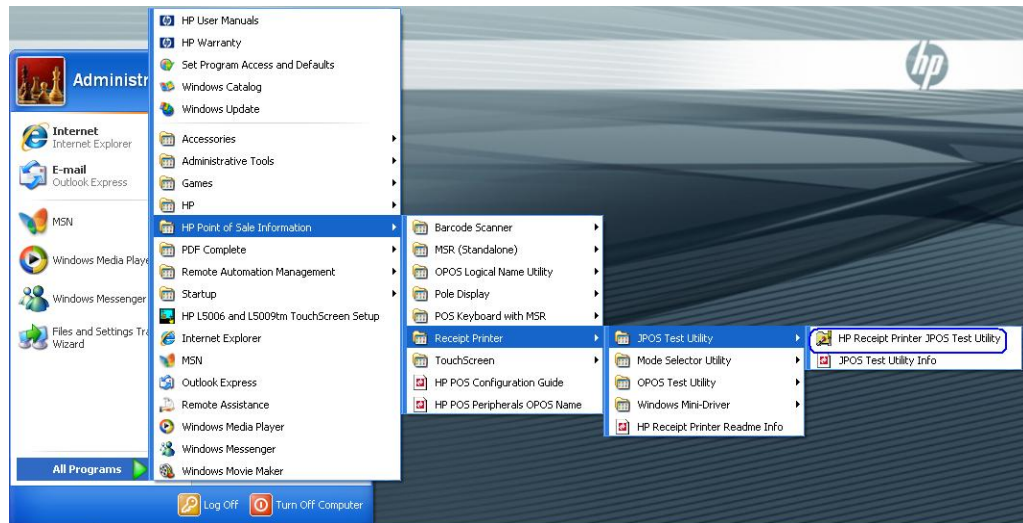 Administr
Internet
Internet Explorer
E-mail
Outlook Express
MSN
Windows Media Playe
Windows Messenger
Files and Settings Tra
Wizard
All Programs
Log Off
Turn Off Computer
HP User Manuals
HP Warranty
Set Program Access and Defaults
Windows Catalog
Windows Update
Accessories
Administrative Tools
Games
HP
HP Point of Sale Information
PDF Complete
Remote Automation Management
Startup
HP L5006 and L5009tm TouchScreen Setup
Internet Explorer
MSN
Outlook Express
Remote Assistance
Windows Media Player
Windows Messenger
Windows Movie Maker
Barcode Scanner
MSR (Standalone)
OPOS Logical Name Utility
Pole Display
POS Keyboard with MSR
Receipt Printer
TouchScreen
HP POS Configuration Guide
HP POS Peripherals OPOS Name
JPOS Test Utility
Mode Selector Utility
OPOS Test Utility
Windows Mini-Driver
HP Receipt Printer Readme Info
HP Receipt Printer JPOS Test Utility
JPOS Test Utility Info
hp